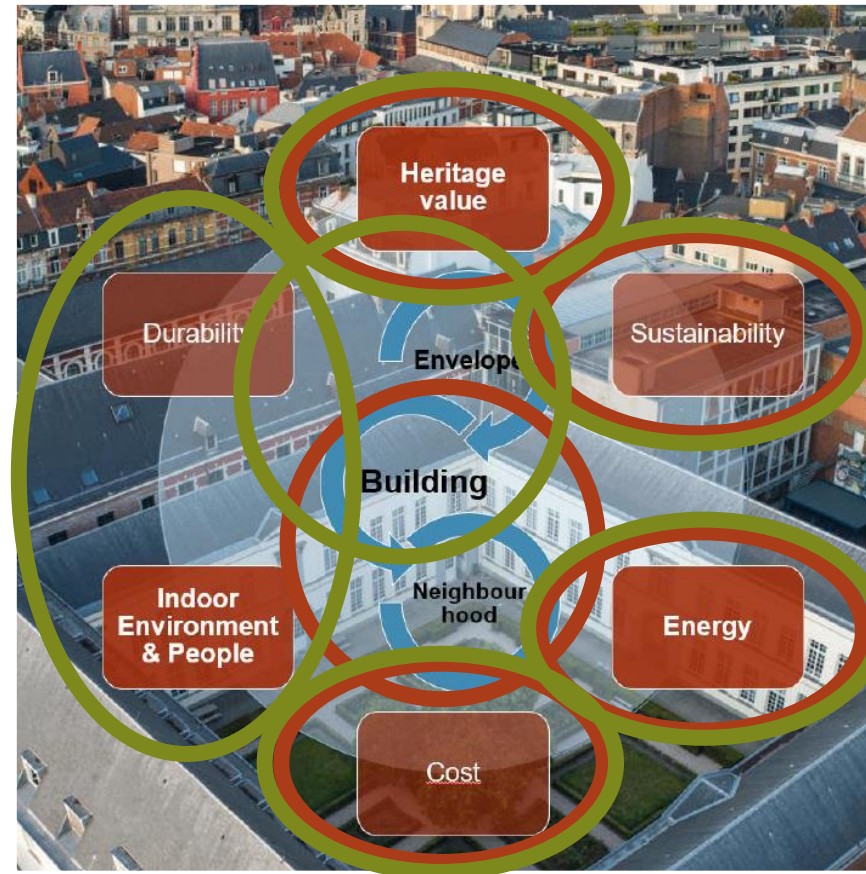 Heritage
value
Durability
Sustainability
Envelope
Building
Neighbour
hood
Indoor
Environment
& People
Energy
Cost